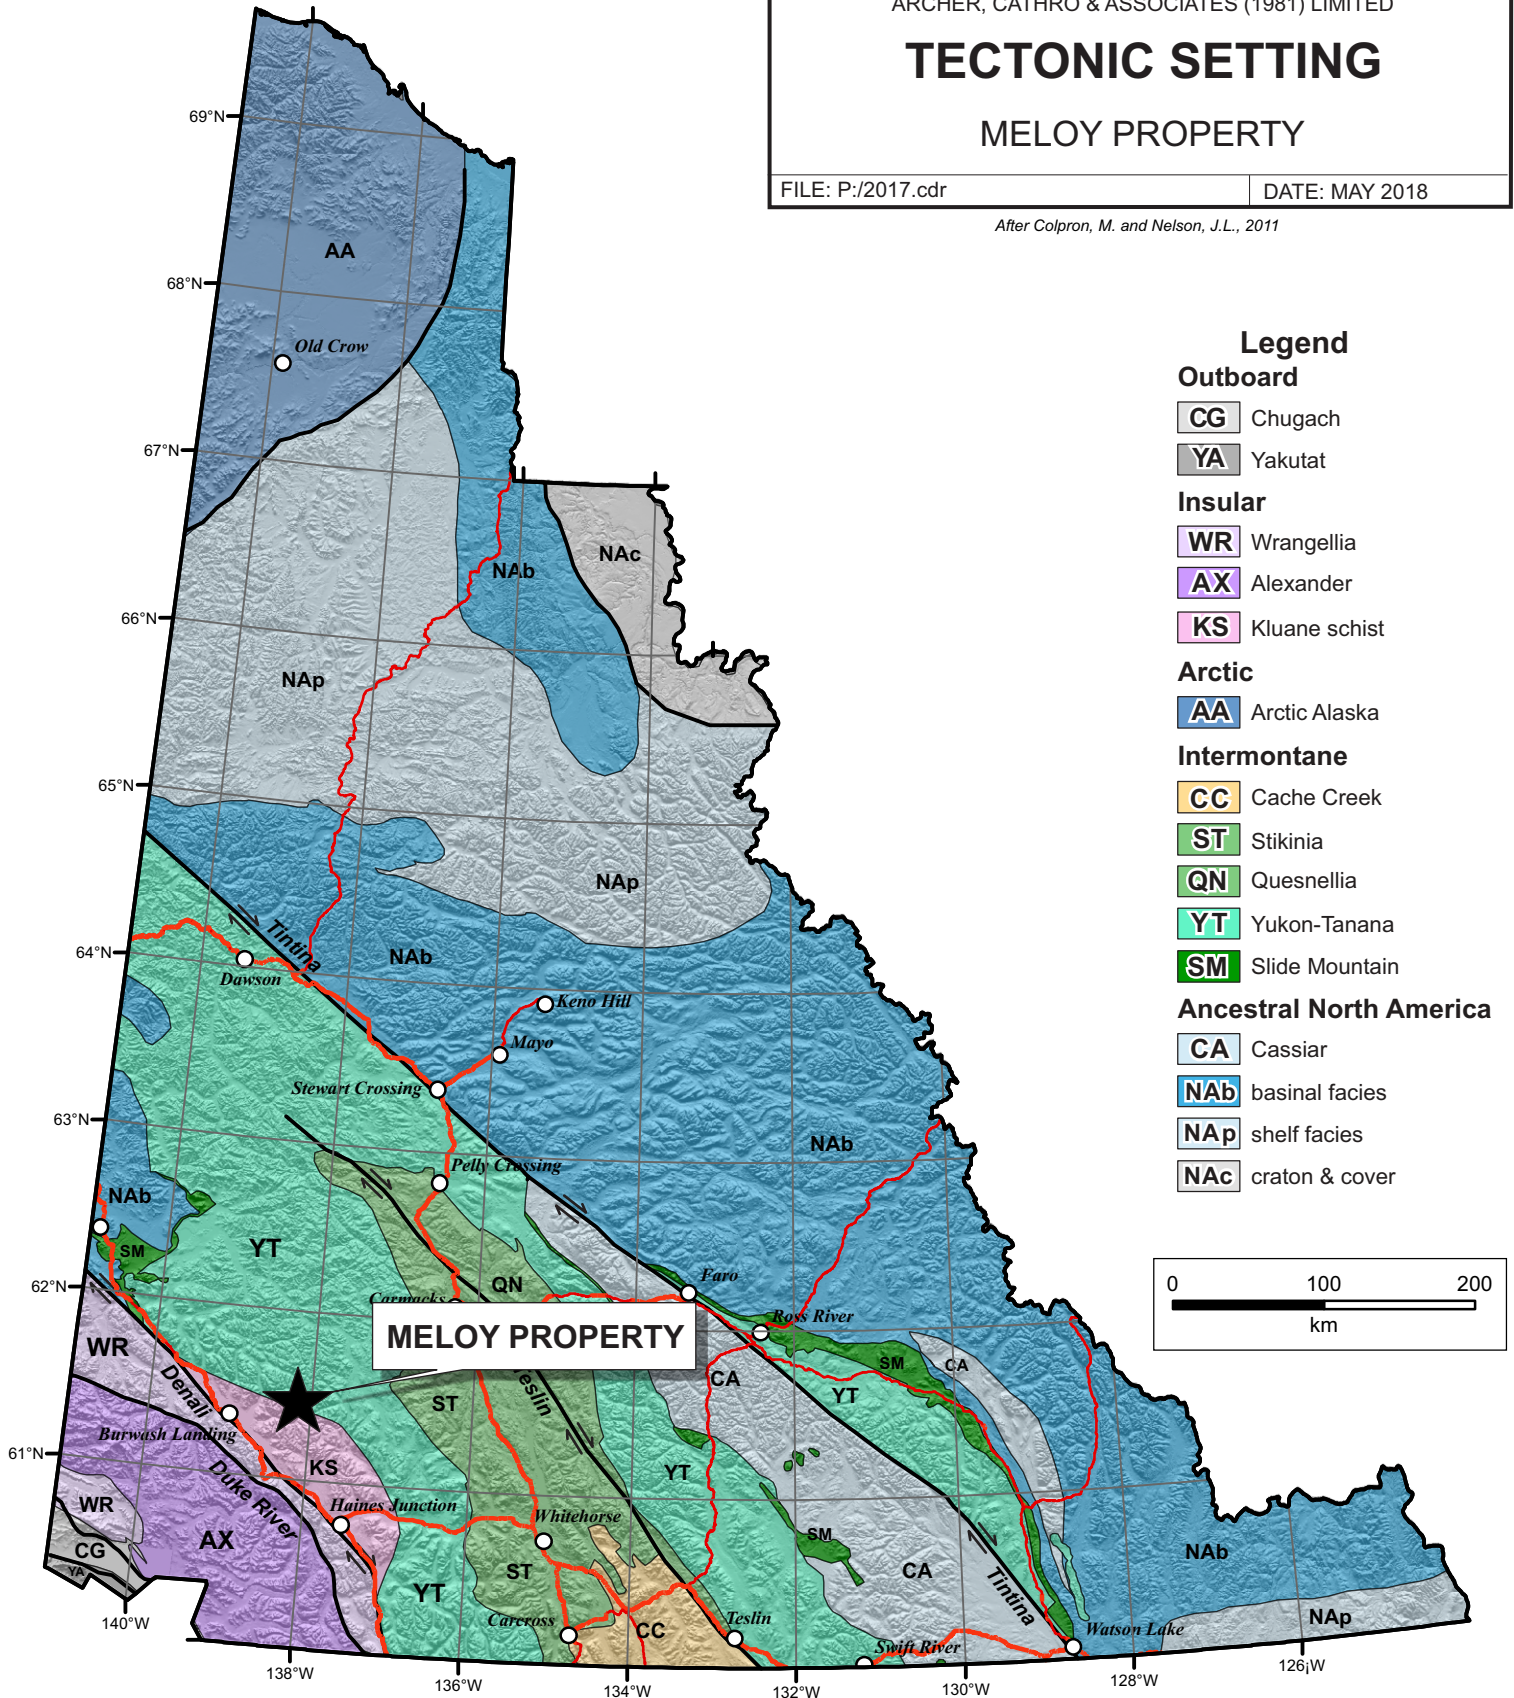 ARCHER, CATHRO & ASSOCIATES (1981) LIMITED
TECTONIC SETTING
MELOY PROPERTY
FILE: P:/2017.cdr
DATE: MAY 2018
After Colpron, M. and Nelson, J.L., 2011
Legend
Outboard
CG Chugach
YA Yakutat
Insular
WR Wrangellia
AX Alexander
KS Kluane schist
Arctic
AA Arctic Alaska
Intermontane
CC Cache Creek
ST Stikinia
QN Quesnellia
YT Yukon-Tanana
SM Slide Mountain
Ancestral North America
CA Cassiar
NAb basinal facies
NAp shelf facies
NAc craton & cover
0 100 200
km
69°N
AA
68°N
Old Crow
67°N
NAc
NAb
66°N
NAp
65°N
NAp
Tintina
64°N
NAb
Dawson
Keno Hill
Mayo
Stewart Crossing
63°N
NAb
Pelly Crossing
NAb
YT
SM
62°N
Faro
QN
Carmacks
Ross River
MELOY PROPERTY
WR
SM
CA
Denali
CA
Teslin
YT
ST
Burwash Landing
61°N
KS
YT
Duke River
WR
Haines Junction
Whitehorse
SM
AX
CG
NAb
YA
ST
CA
YT
Tintina
140°W
Carcross
CC
Teslin
NAp
Watson Lake
Swift River
138°W
136°W
134°W
132°W
130°W
128°W
126¡W